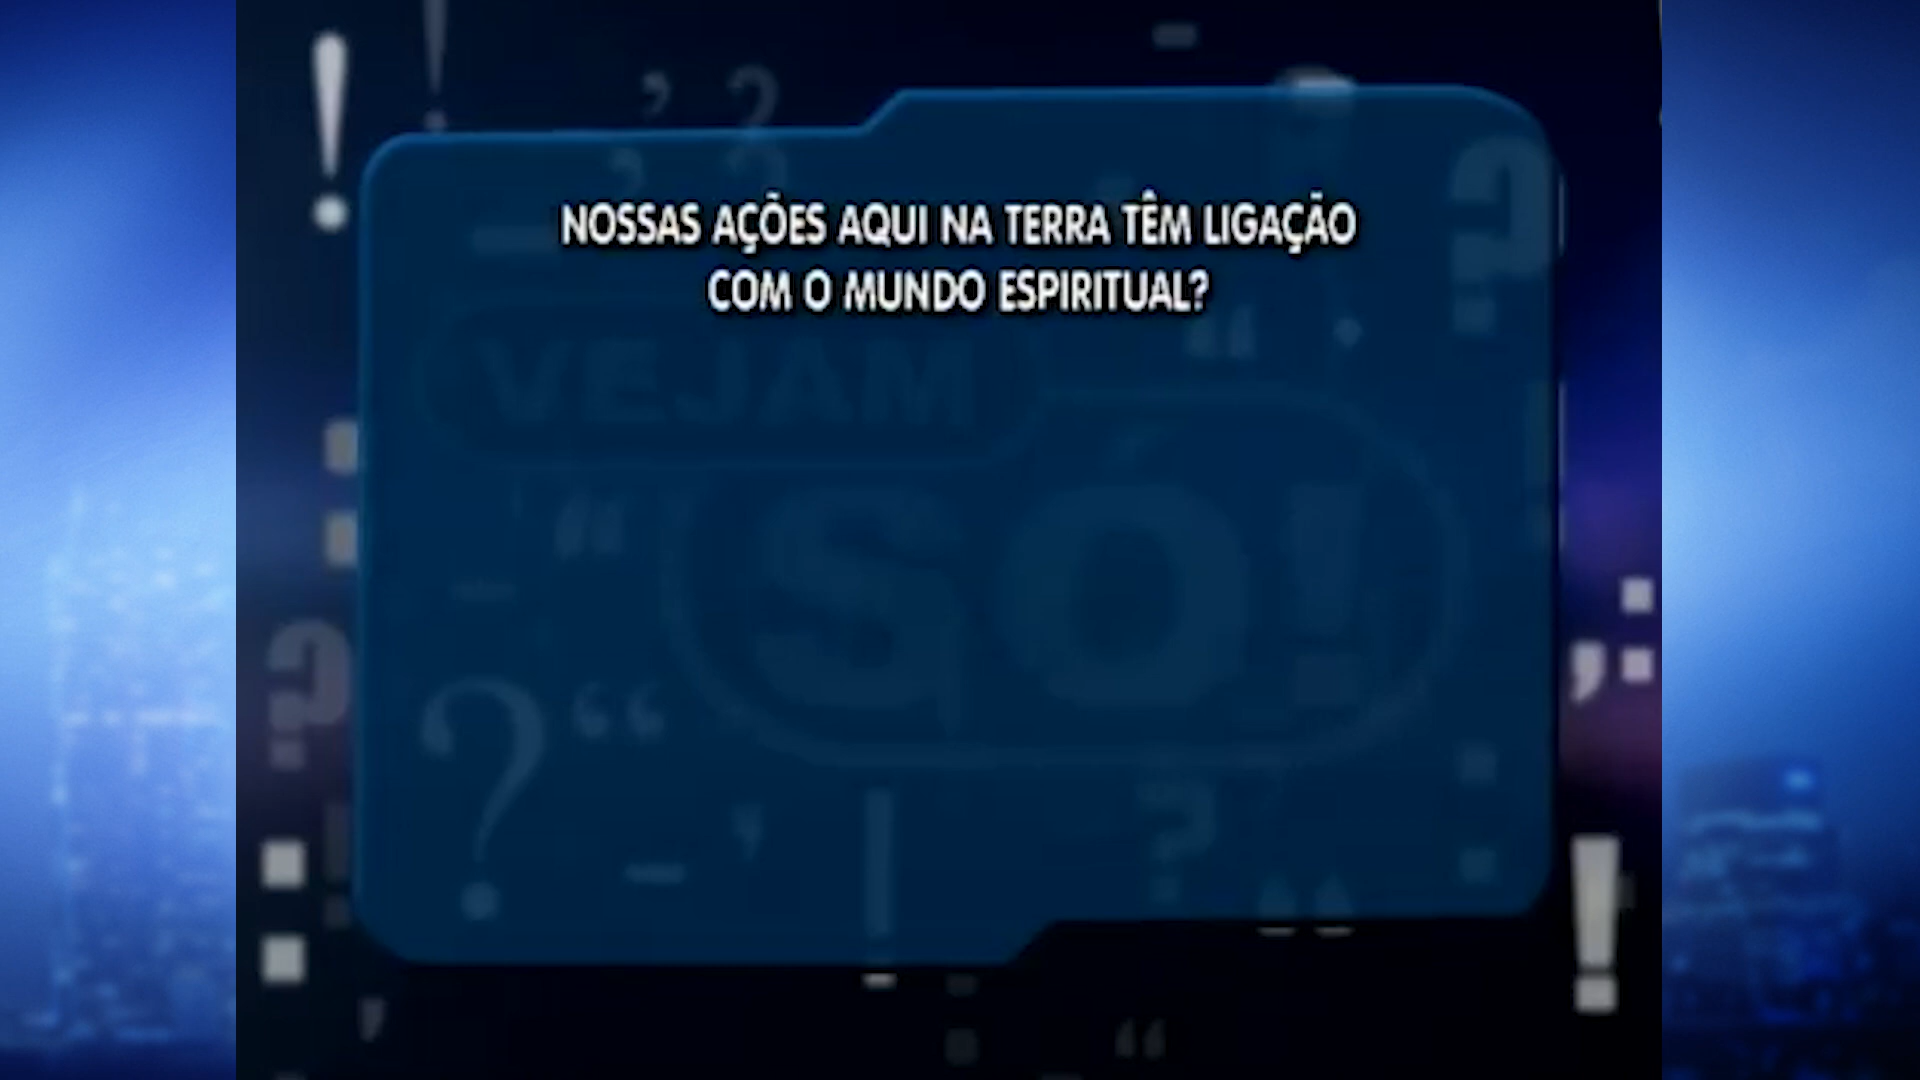 NOSSAS AÇÕES AQUI NA TERRA TÊM LIGAÇÃO
COM O MUNDO ESPIRITUAL?
VEJAM
SÓ!